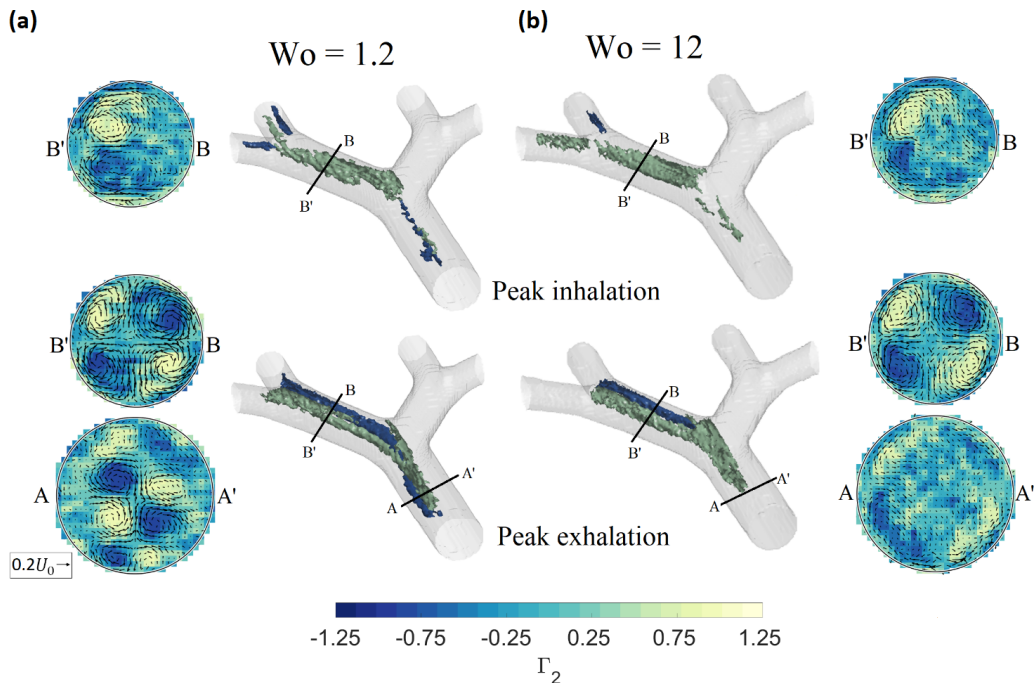 (a)
(b)
Wo = 1.2
Wo = 12
B' B
B
B'
B
B'
B' B
Peak inhalation
B' B
B
B'
A'
A
B
B'
A'
A
B' B
A A'
Peak exhalation
A A'
0.2U₀→
-1.25 -0.75 -0.25 0.25 0.75 1.25
Γ₂